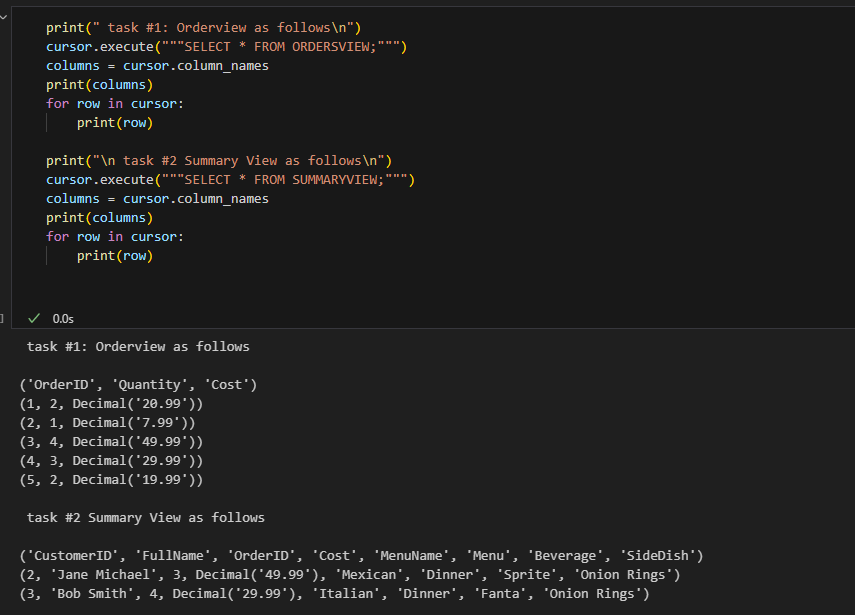 print(" task #1: Orderview as follows\n")
cursor.execute("""SELECT * FROM ORDERSVIEW;""")
columns = cursor.column_names
print(columns)
for row in cursor:
    print(row)

print("\n task #2 Summary View as follows\n")
cursor.execute("""SELECT * FROM SUMMARYVIEW;""")
columns = cursor.column_names
print(columns)
for row in cursor:
    print(row)
]
0.0s
task #1: Orderview as follows

('OrderID', 'Quantity', 'Cost')
(1, 2, Decimal('20.99'))
(2, 1, Decimal('7.99'))
(3, 4, Decimal('49.99'))
(4, 3, Decimal('29.99'))
(5, 2, Decimal('19.99'))

task #2 Summary View as follows

('CustomerID', 'FullName', 'OrderID', 'Cost', 'MenuName', 'Menu', 'Beverage', 'SideDish')
(2, 'Jane Michael', 3, Decimal('49.99'), 'Mexican', 'Dinner', 'Sprite', 'Onion Rings')
(3, 'Bob Smith', 4, Decimal('29.99'), 'Italian', 'Dinner', 'Fanta', 'Onion Rings')